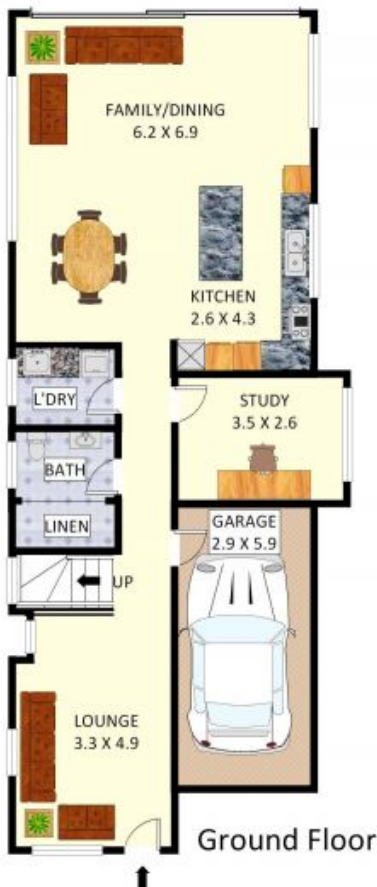 FAMILY/DINING
6.2 X 6.9
KITCHEN
2.6 X 4.3
L'DRY
STUDY
3.5 X 2.6
BATH
LINEN
GARAGE
2.9 X 5.9
UP
LOUNGE
3.3 X 4.9
Ground Floor